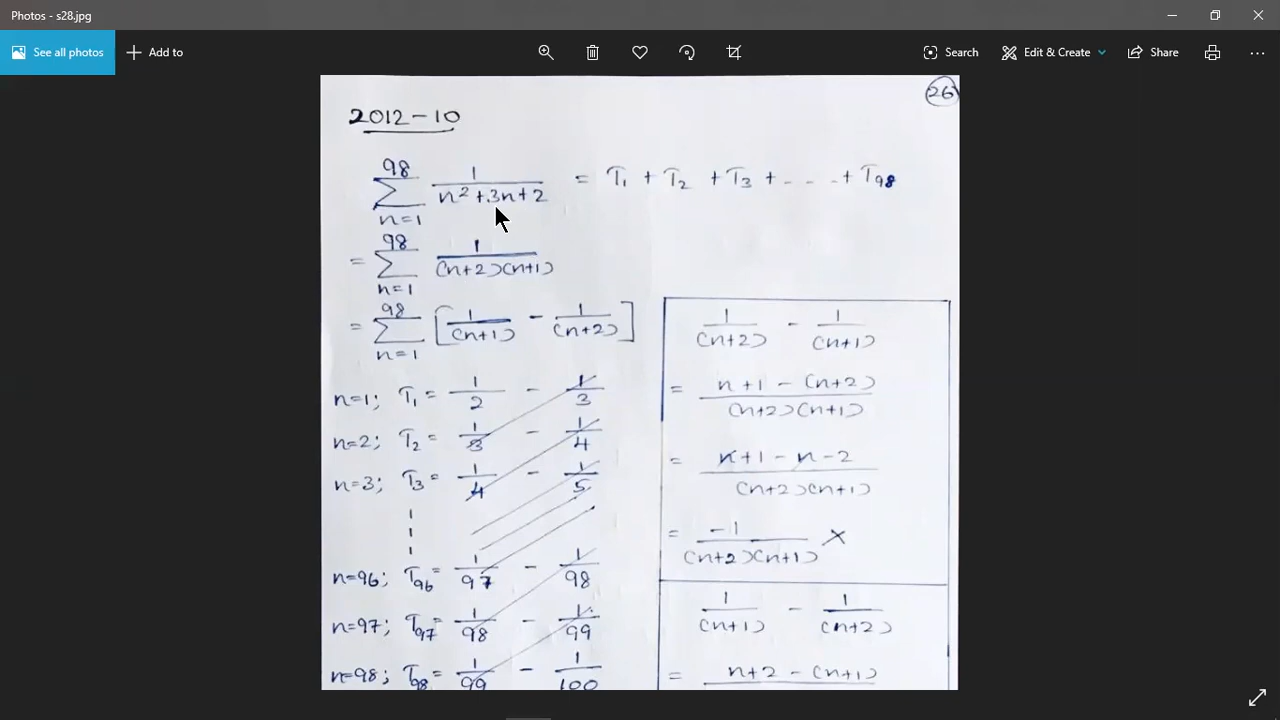 Photos - s28.jpg
See all photos
Add to
Search
Edit & Create
Share
26
2012-10
98
∑ 1/(n²+3n+2) = T₁ + T₂ + T₃ + - - - + T₉₈
n=1
98
= ∑ 1/((n+2)(n+1))
n=1
98
= ∑ [1/(n+1) - 1/(n+2)]
n=1
n=1; T₁ = 1/2 - 1/3
n=2; T₂ = 1/3 - 1/4
n=3; T₃ = 1/4 - 1/5
n=96; T₉₆ = 1/97 - 1/98
n=97; T₉₇ = 1/98 - 1/99
n=98; T₉₈ = 1/99 - 1/100
1/(n+2) - 1/(n+1)
= (n+1-(n+2))/((n+2)(n+1))
= (n+1-n-2)/((n+2)(n+1))
= -1/((n+2)(n+1)) ×
1/(n+1) - 1/(n+2)
= n+2-(n+1)